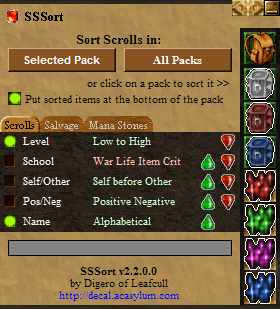 SSSort
Sort Scrolls in:
Selected Pack All Packs
or click on a pack to sort it >>
Put sorted items at the bottom of the pack
Scrolls Salvage Mana Stones
Level Low to High
School War Life Item Crit
Self/Other Self before Other
Pos/Neg Positive Negative
Name Alphabetical
SSSort v2.2.0.0
by Digero of Leafcull
http://decal.acasylum.com